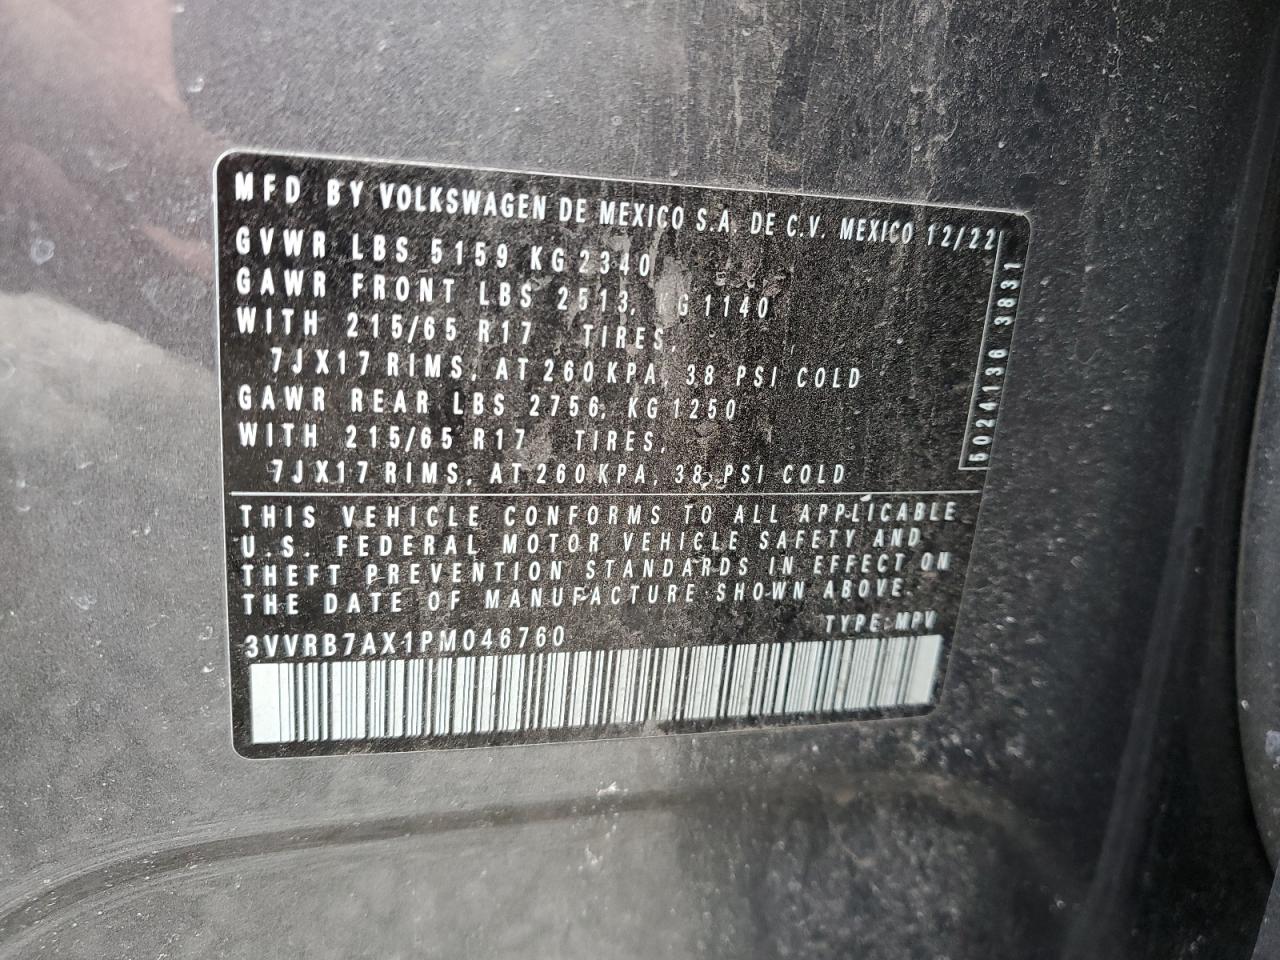 MFD BY VOLKSWAGEN DE MEXICO S.A. DE C.V. MEXICO 12/22
GVWR LBS 5159 KG 2340
GAWR FRONT LBS 2513, KG 1140
WITH 215/65 R17 TIRES,
7JX17 RIMS, AT 260 KPA, 38 PSI COLD
GAWR REAR LBS 2756, KG 1250
WITH 215/65 R17 TIRES,
7JX17 RIMS, AT 260 KPA, 38 PSI COLD
5024136 3831
THIS VEHICLE CONFORMS TO ALL APPLICABLE
U.S. FEDERAL MOTOR VEHICLE SAFETY AND
THEFT PREVENTION STANDARDS IN EFFECT ON
THE DATE OF MANUFACTURE SHOWN ABOVE.
3VVRB7AX1PM046760 TYPE: MPV